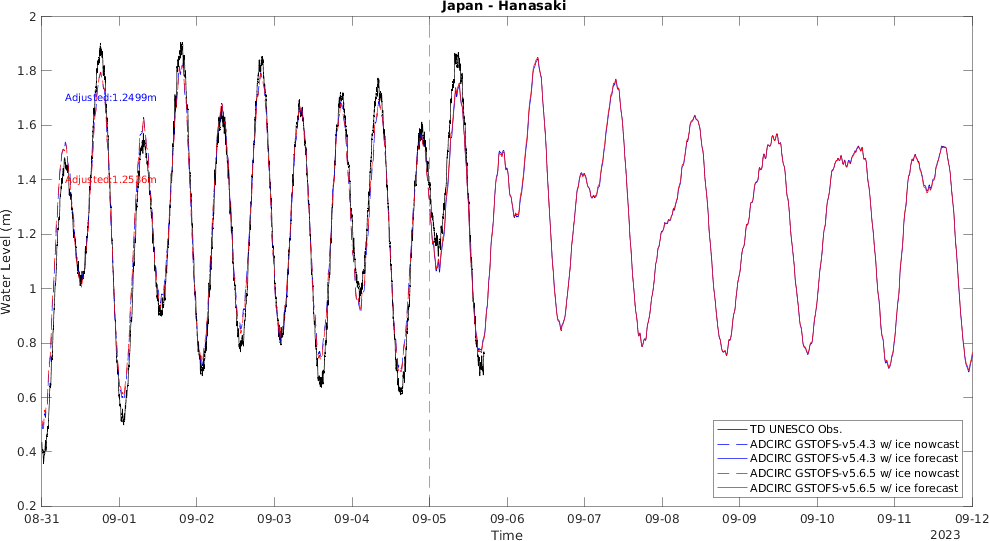 Japan - Hanasaki
2
1.8
1.6
1.4
1.2
1
0.8
0.6
0.4
0.2
Water Level (m)
Adjusted:1.2499m
Adjusted:1.2586m
TD UNESCO Obs.
ADCIRC GSTOFS-v5.4.3 w/ ice nowcast
ADCIRC GSTOFS-v5.4.3 w/ ice forecast
ADCIRC GSTOFS-v5.6.5 w/ ice nowcast
ADCIRC GSTOFS-v5.6.5 w/ ice forecast
08-31 09-01 09-02 09-03 09-04 09-05 09-06 09-07 09-08 09-09 09-10 09-11 09-12
Time
2023